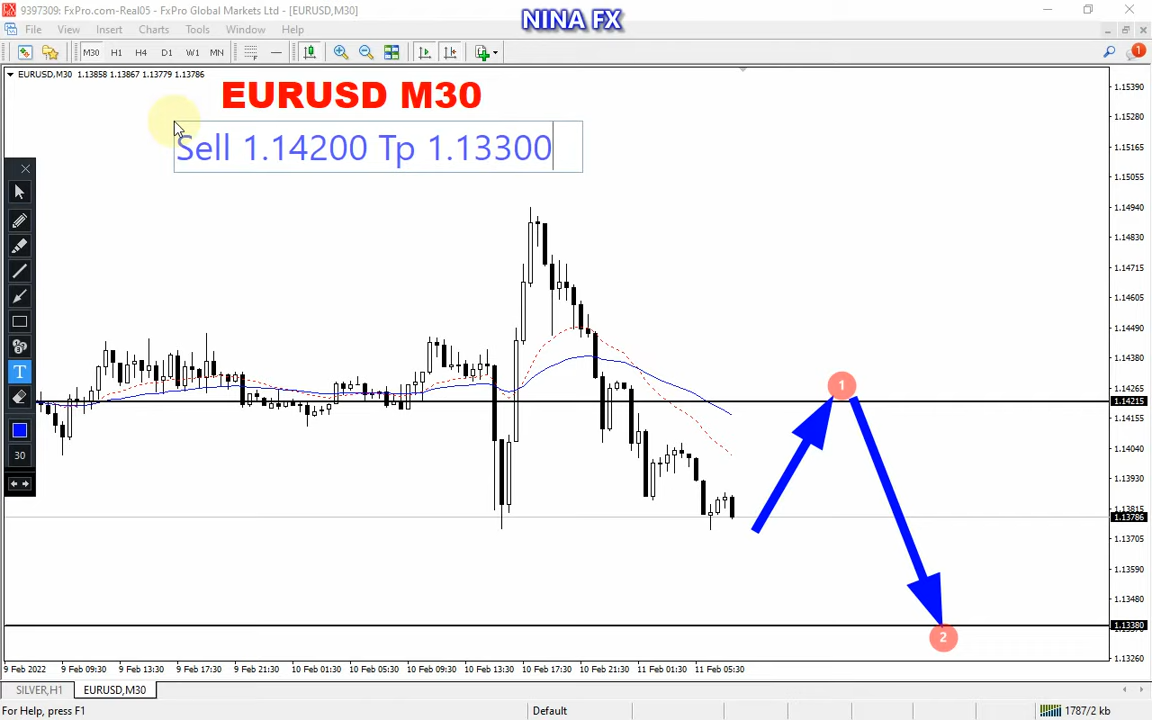 9397309: FxPro.com-Real05 - FxPro Global Markets Ltd - [EURUSD,M30]
NINA FX
File View Insert Charts Tools Window Help
M30 H1 H4 D1 W1 MN
1
EURUSD,M30 1.13858 1.13867 1.13779 1.13786
EURUSD M30
Sell 1.14200 Tp 1.13300
1.15390
1.15280
1.15165
1.15055
1.14940
1.14830
1.14715
1.14605
1.14490
1.14380
1
1.14265
1.14215
1.14155
1.14040
1.13930
1.13815
1.13786
1.13705
1.13590
1.13480
1.13380
2
1.13260
T
30
9 Feb 2022 9 Feb 09:30 9 Feb 13:30 9 Feb 17:30 9 Feb 21:30 10 Feb 01:30 10 Feb 05:30 10 Feb 09:30 10 Feb 13:30 10 Feb 17:30 10 Feb 21:30 11 Feb 01:30 11 Feb 05:30
SILVER,H1 EURUSD,M30
For Help, press F1 Default 1787/2 kb